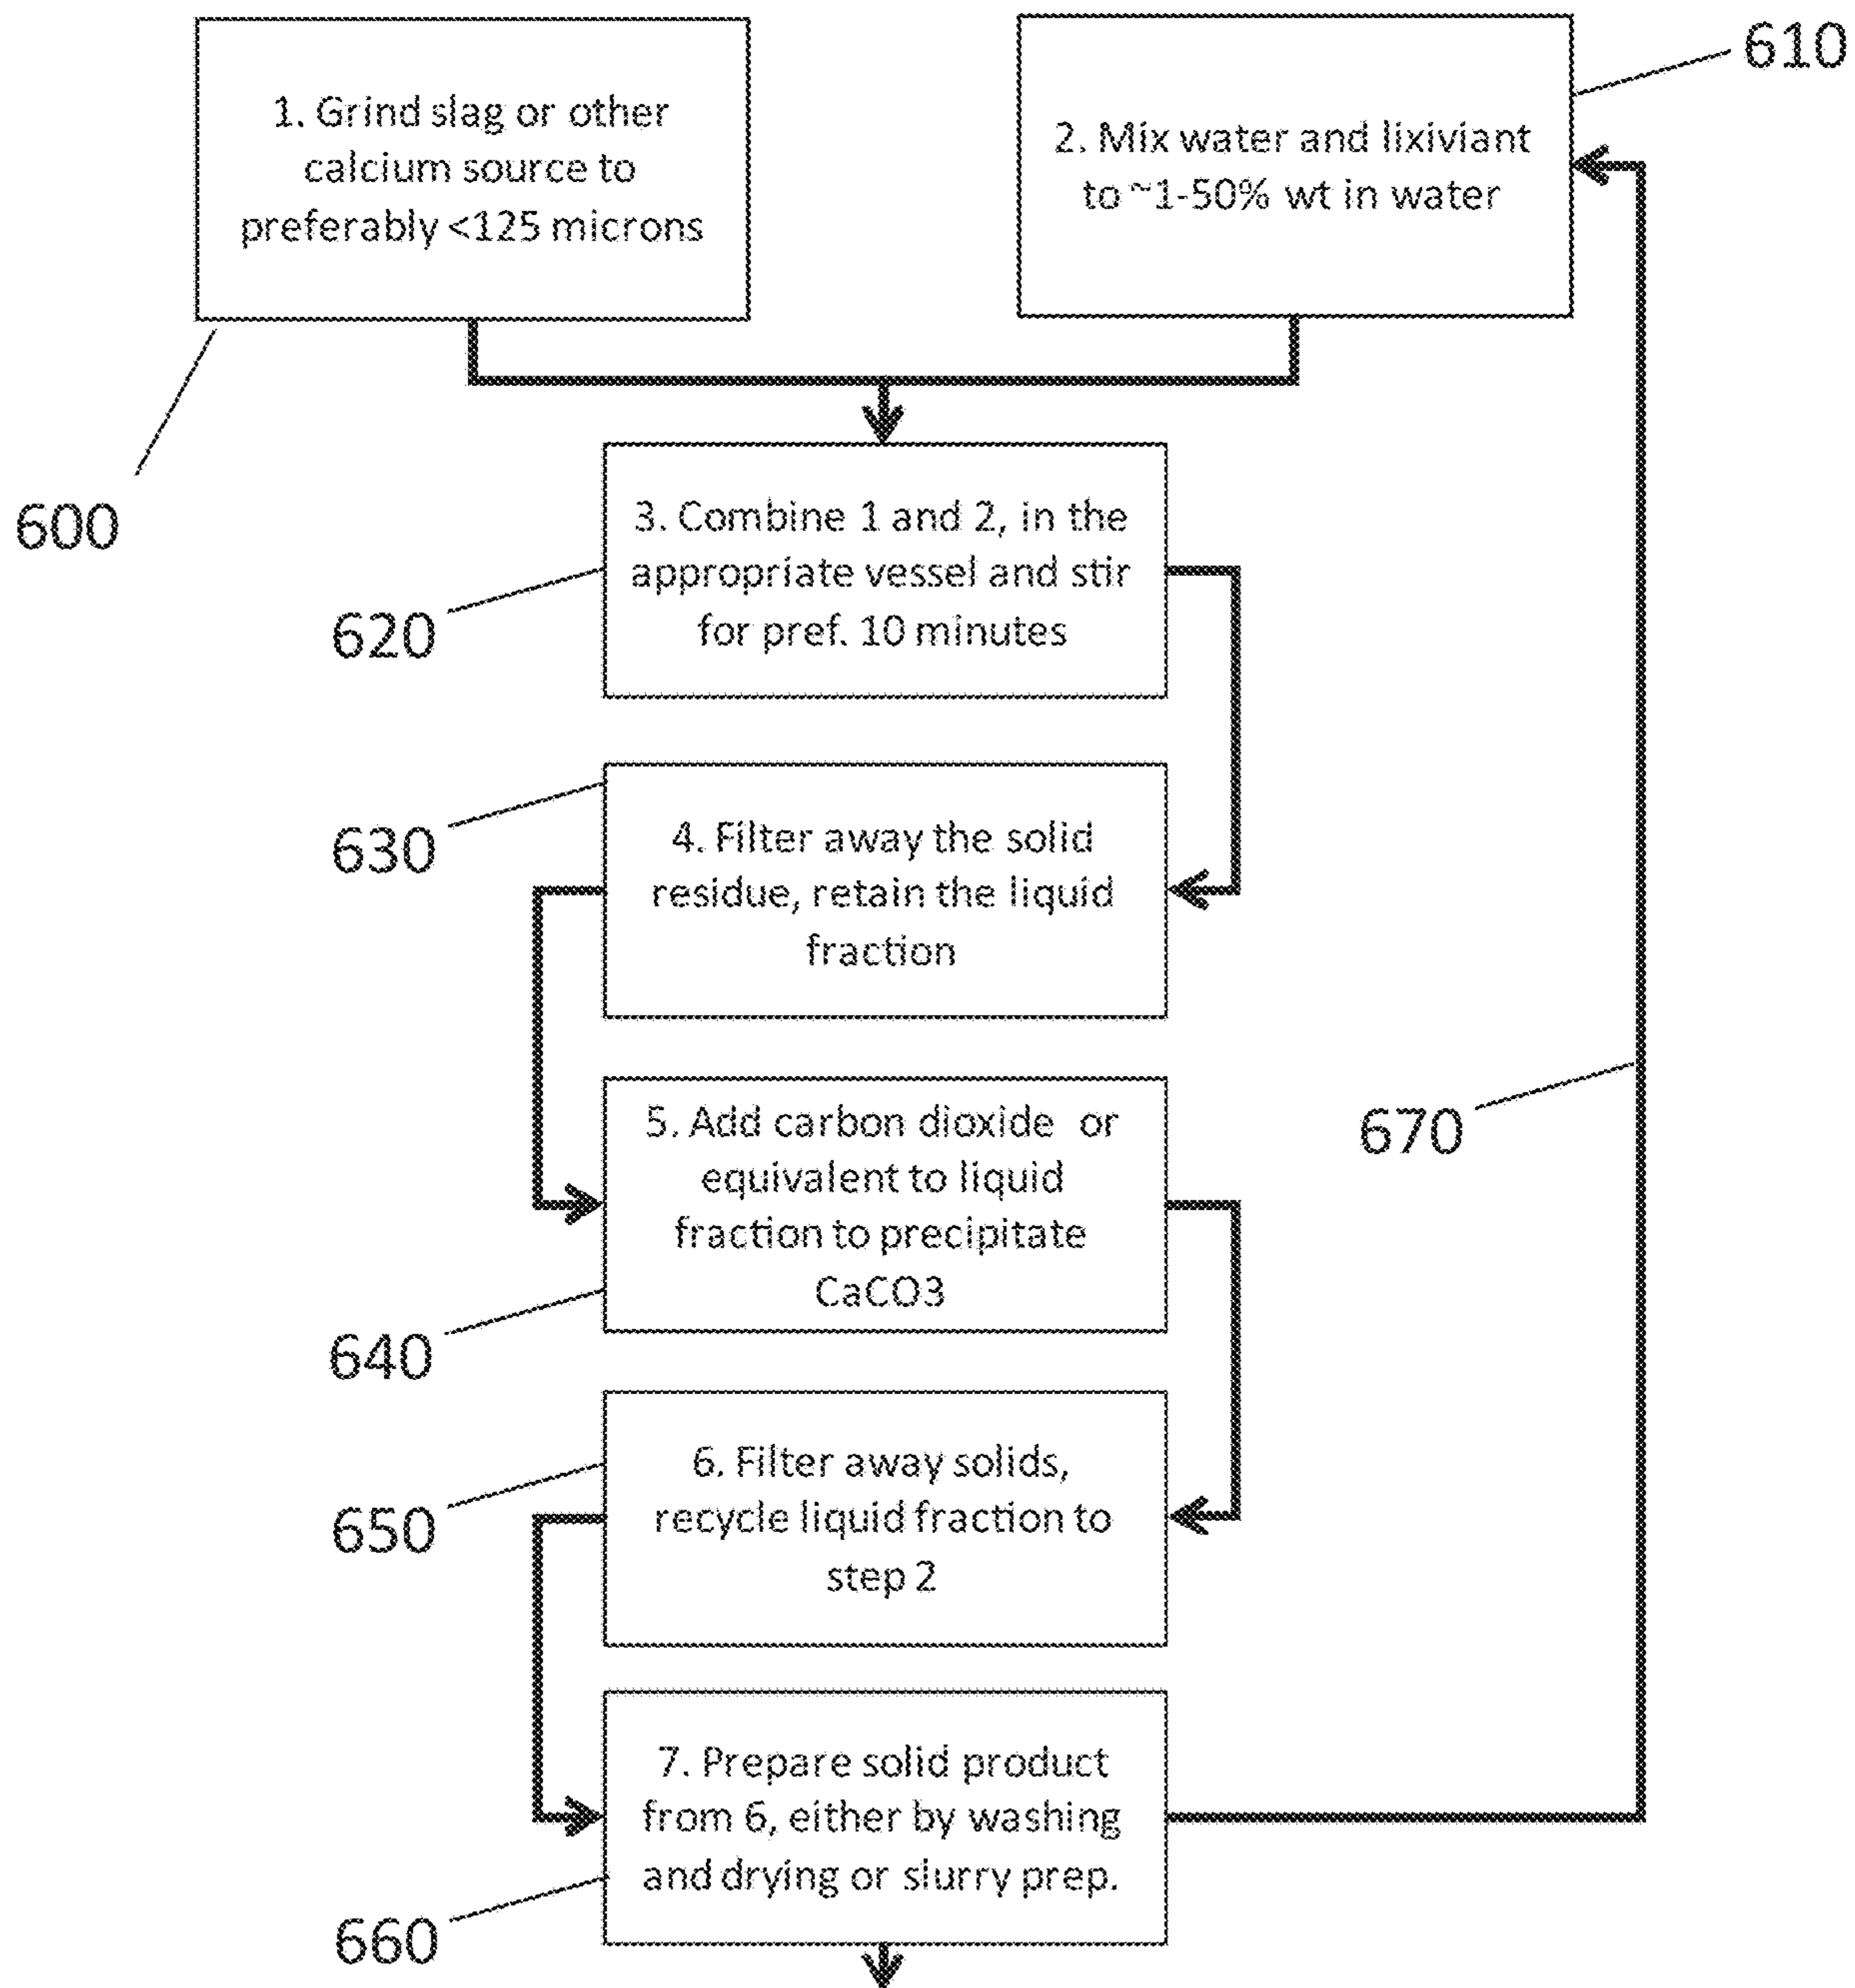 1. Grind slag or other
calcium source to
preferably <125 microns
600
2. Mix water and lixiviant
to ~1-50% wt in water
610
3. Combine 1 and 2, in the
appropriate vessel and stir
for pref. 10 minutes
620
4. Filter away the solid
residue, retain the liquid
fraction
630
5. Add carbon dioxide or
equivalent to liquid
fraction to precipitate
CaCO3
640
670
6. Filter away solids,
recycle liquid fraction to
step 2
650
7. Prepare solid product
from 6, either by washing
and drying or slurry prep.
660